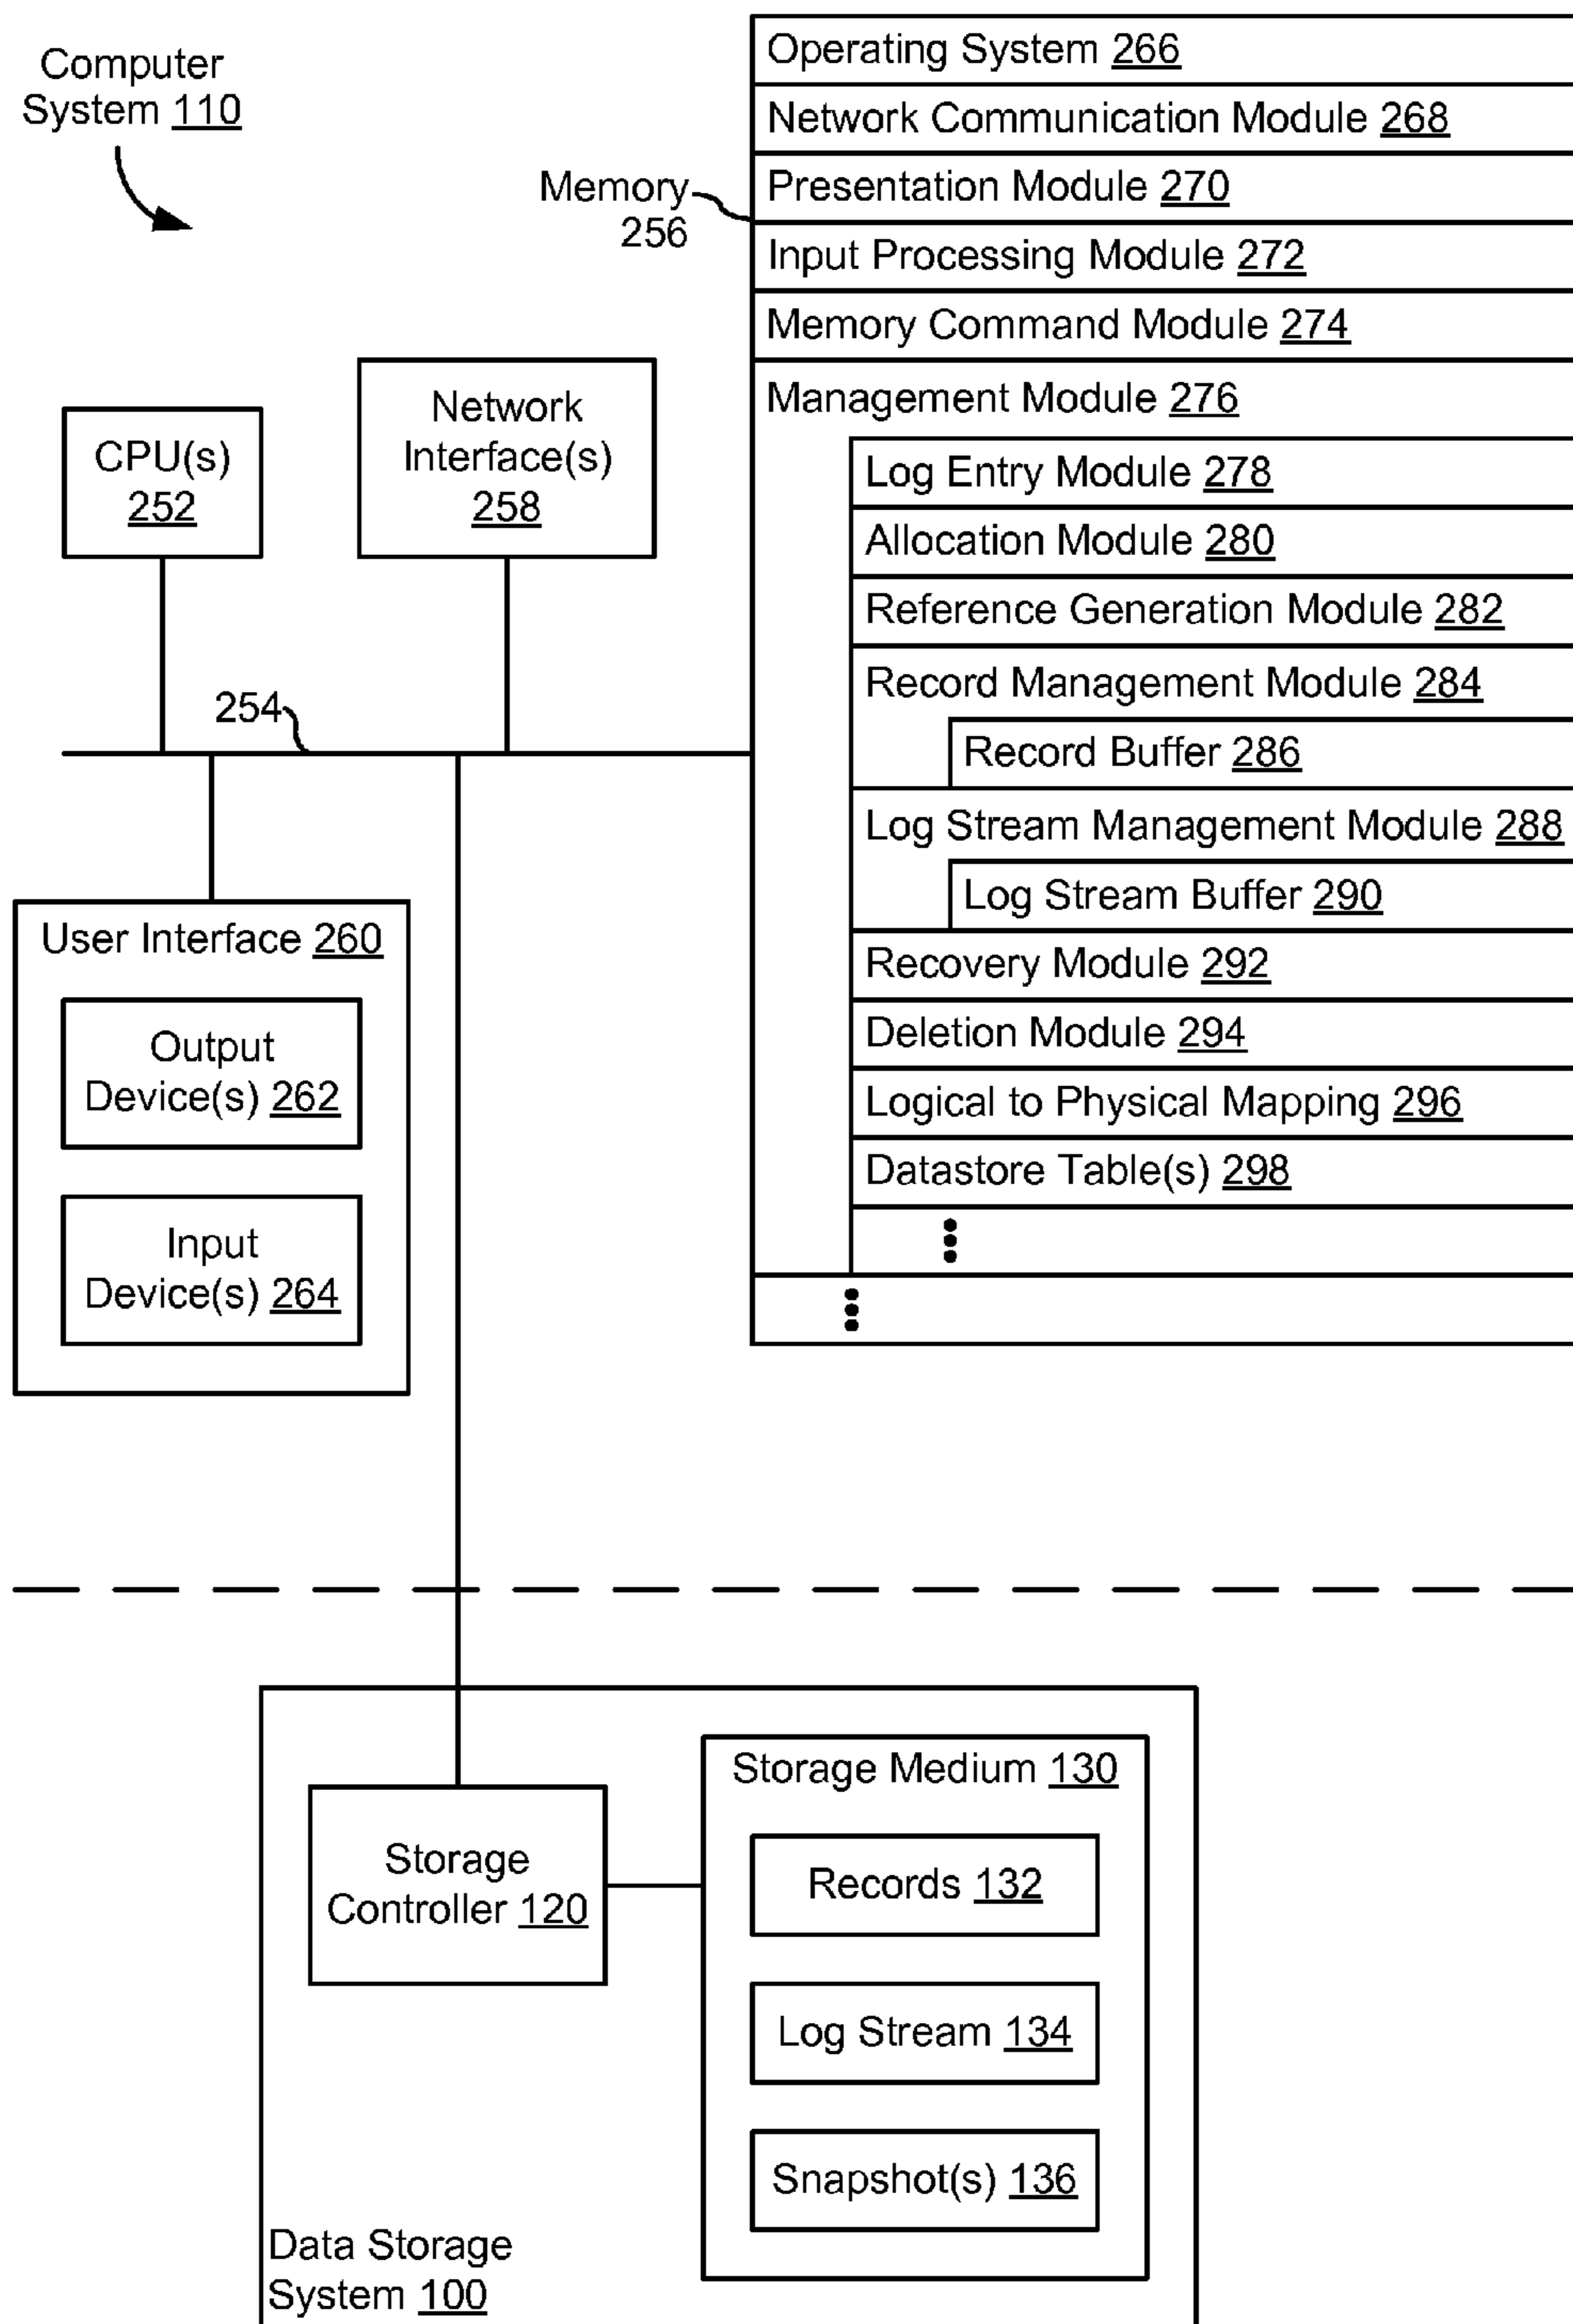 Computer
System 110
Operating System 266
Network Communication Module 268
Presentation Module 270
Memory
256
Input Processing Module 272
Memory Command Module 274
Management Module 276
Log Entry Module 278
Allocation Module 280
Reference Generation Module 282
Record Management Module 284
Record Buffer 286
Log Stream Management Module 288
Log Stream Buffer 290
Recovery Module 292
Deletion Module 294
Logical to Physical Mapping 296
Datastore Table(s) 298
CPU(s)
252
Network
Interface(s)
258
254
User Interface 260
Output
Device(s) 262
Input
Device(s) 264
Storage
Controller 120
Storage Medium 130
Records 132
Log Stream 134
Snapshot(s) 136
Data Storage
System 100